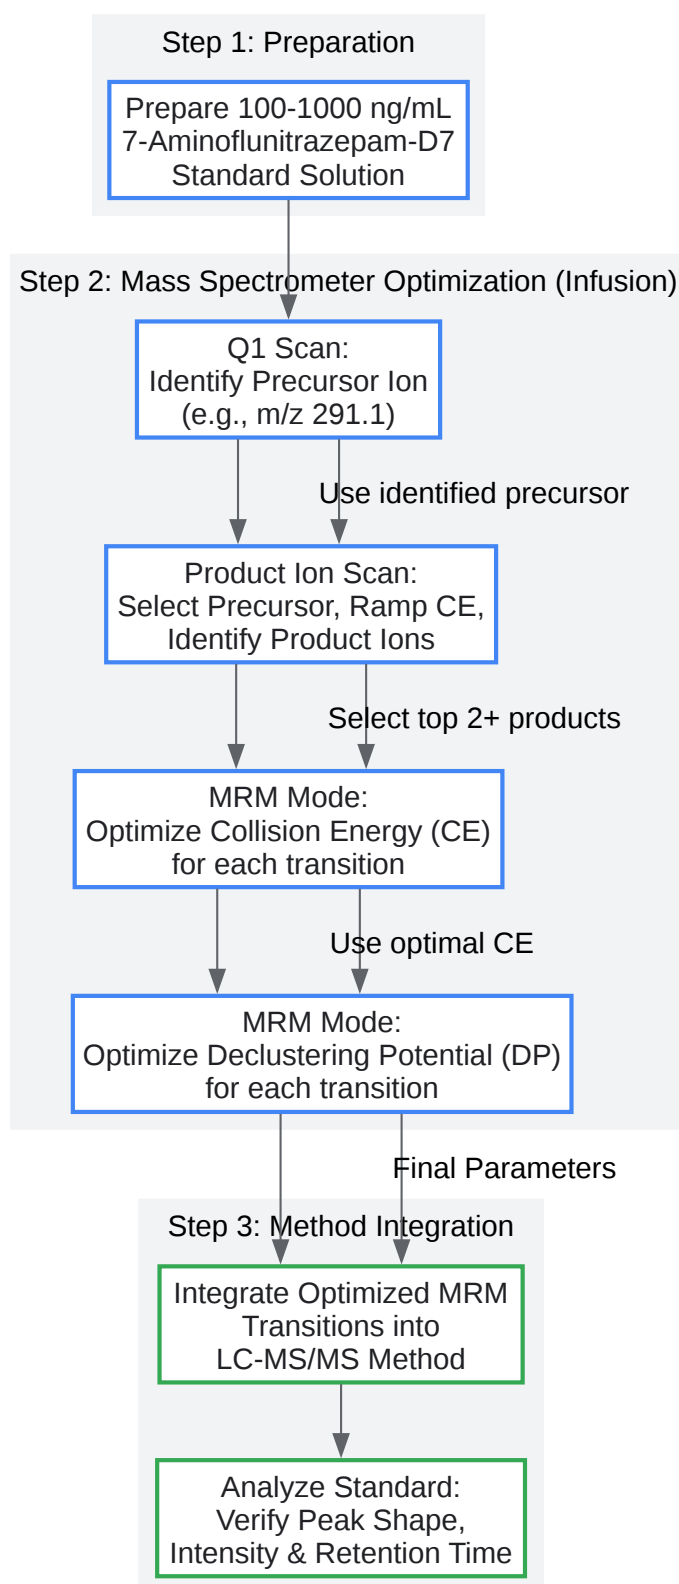 Step 1: Preparation
Prepare 100-1000 ng/mL
7-Aminoflunitrazepam-D7
Standard Solution
Step 2: Mass Spectrometer Optimization (Infusion)
Q1 Scan:
Identify Precursor Ion
(e.g., m/z 291.1)
Use identified precursor
Product Ion Scan:
Select Precursor, Ramp CE,
Identify Product Ions
Select top 2+ products
MRM Mode:
Optimize Collision Energy (CE)
for each transition
Use optimal CE
MRM Mode:
Optimize Declustering Potential (DP)
for each transition
Final Parameters
Step 3: Method Integration
Integrate Optimized MRM
Transitions into
LC-MS/MS Method
Analyze Standard:
Verify Peak Shape,
Intensity & Retention Time